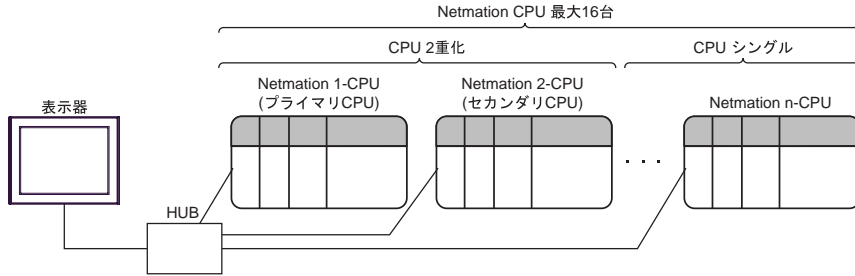 Netmation CPU 最大16台
CPU 2重化
CPU シングル
Netmation 1-CPU
(プライマリCPU)
Netmation 2-CPU
(セカンダリCPU)
Netmation n-CPU
表示器
・・・
HUB